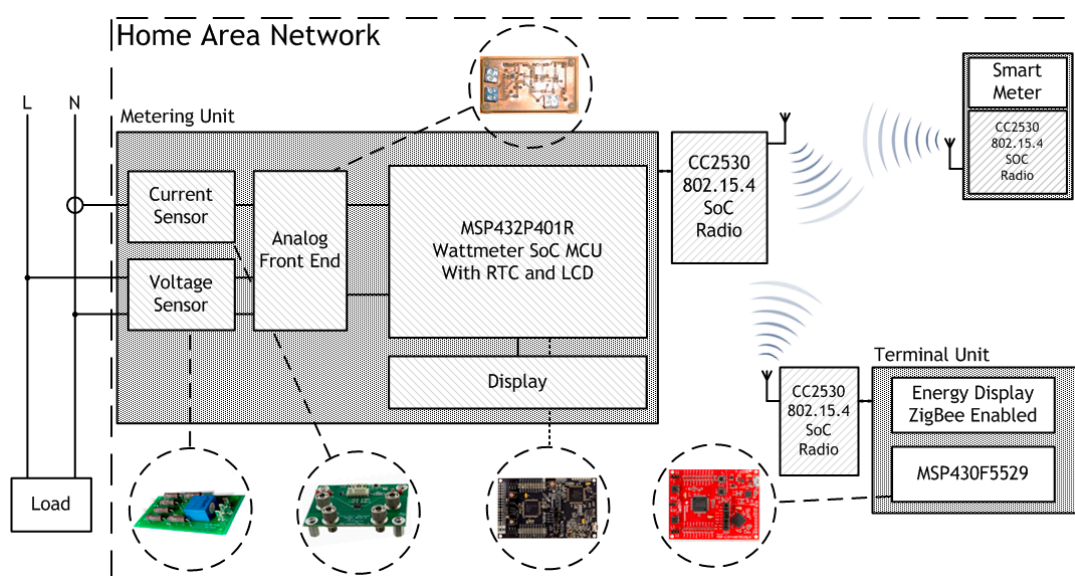 Home Area Network
L
N
Metering Unit
Current
Sensor
Voltage
Sensor
Analog
Front End
MSP432P401R
Wattmeter SoC MCU
With RTC and LCD
Display
CC2530
802.15.4
SoC
Radio
Smart
Meter
CC2530
802.15.4
SOC
Radio
Terminal Unit
CC2530
802.15.4
SoC
Radio
Energy Display
ZigBee Enabled
MSP430F5529
Load